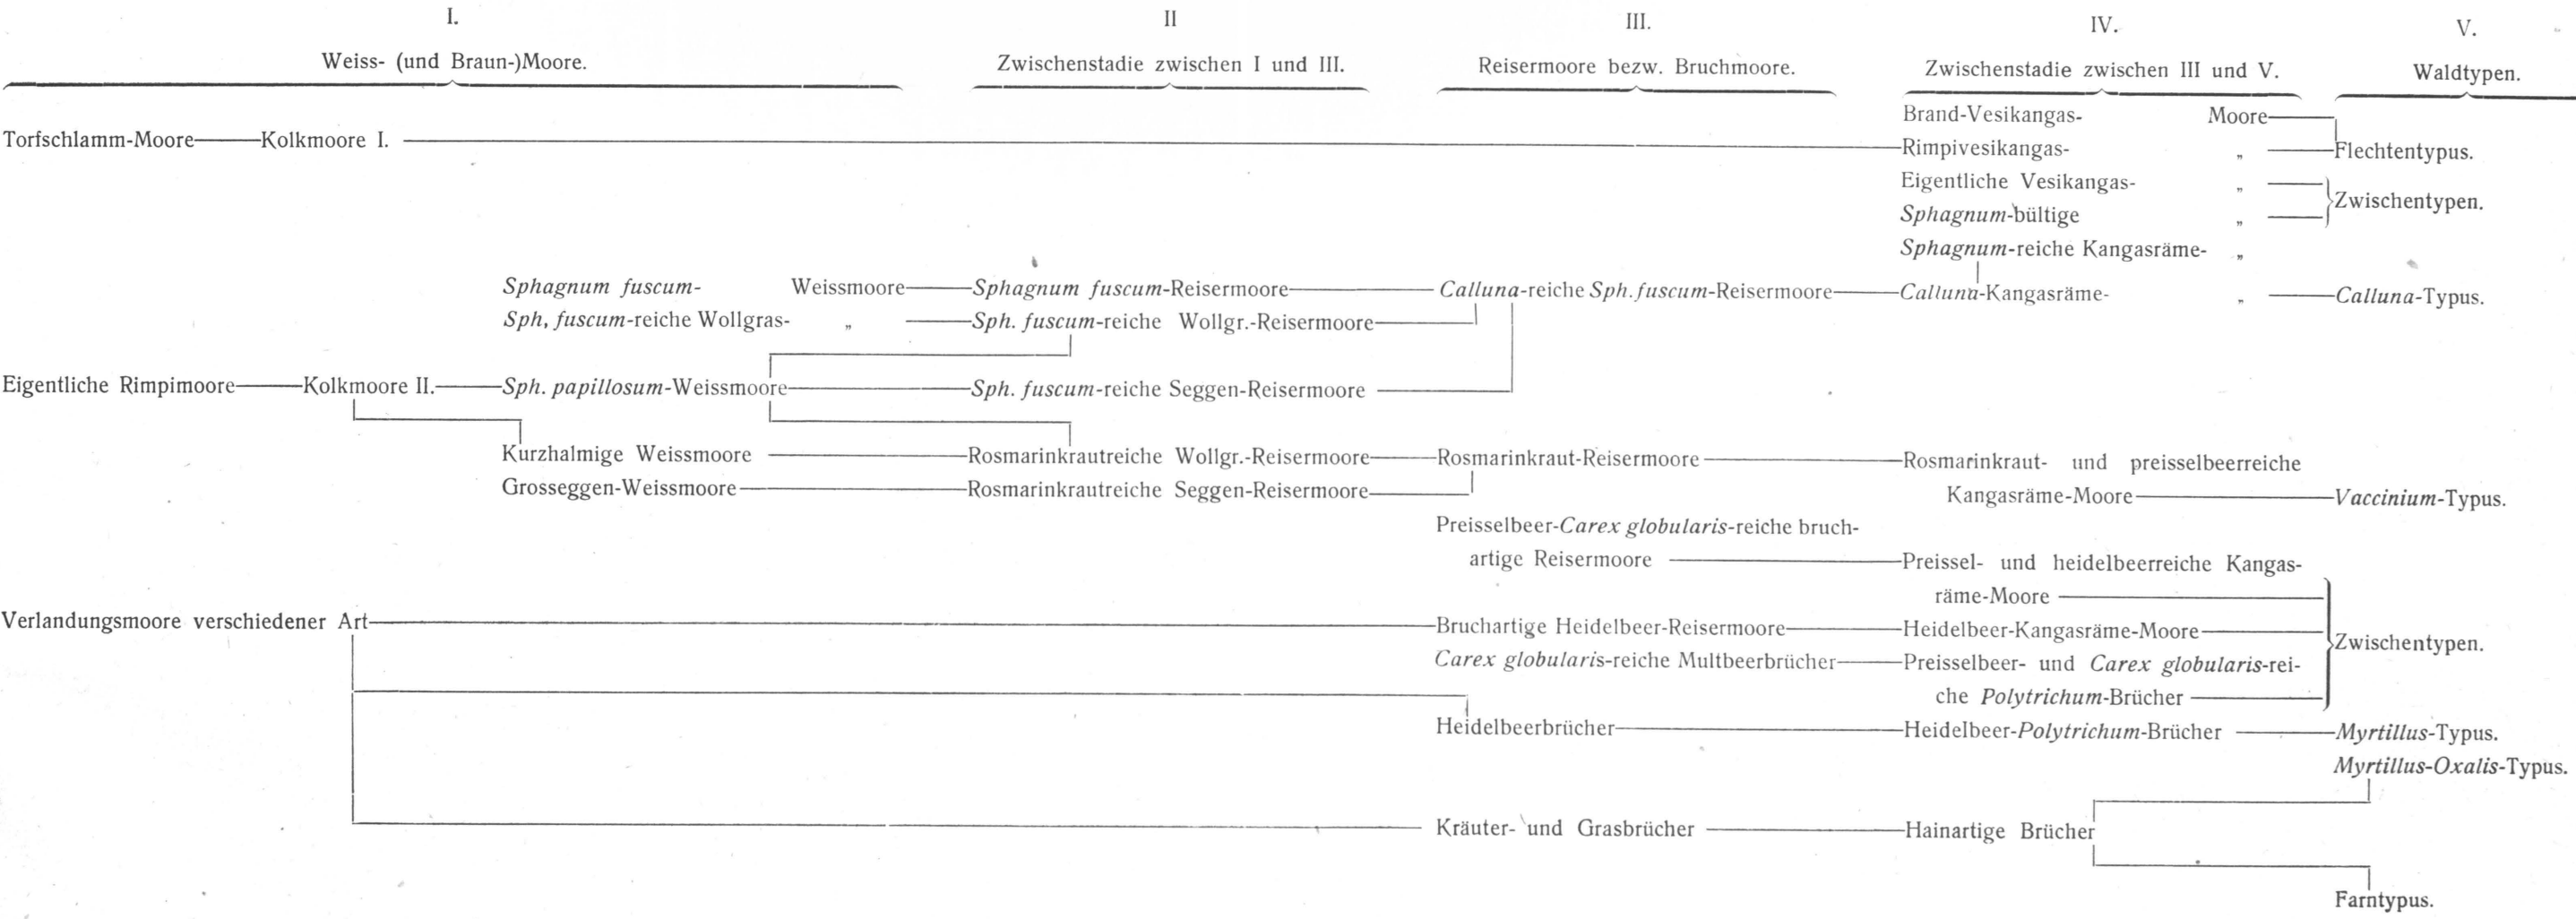 I. II III. IV. V.
Weiss- (und Braun-)Moore. Zwischenstadie zwischen I und III. Reisermoore bezw. Bruchmoore. Zwischenstadie zwischen III und V. Waldtypen.
Brand-Vesikangas- Moore
Torfschlamm-Moore Kolkmoore I. Rimpivesikangas- „ Flechtentypus.
Eigentliche Vesikangas- „
Zwischentypen.
Sphagnum-bültige „
Sphagnum-reiche Kangasräme- „
Sphagnum fuscum- Weissmoore Sphagnum fuscum-Reisermoore Calluna-reiche Sph. fuscum-Reisermoore Calluna-Kangasräme- „ Calluna-Typus.
Sph, fuscum-reiche Wollgras- „ Sph. fuscum-reiche Wollgr.-Reisermoore
Eigentliche Rimpimoore Kolkmoore II. Sph. papillosum-Weissmoore Sph. fuscum-reiche Seggen-Reisermoore
Kurzhalmige Weissmoore Rosmarinkrautreiche Wollgr.-Reisermoore Rosmarinkraut-Reisermoore Rosmarinkraut- und preisselbeerreiche
Grosseggen-Weissmoore Rosmarinkrautreiche Seggen-Reisermoore Kangasräme-Moore Vaccinium-Typus.
Preisselbeer-Carex globularis-reiche bruch-
artige Reisermoore Preissel- und heidelbeerreiche Kangas-
räme-Moore
Verlandungsmoore verschiedener Art Bruchartige Heidelbeer-Reisermoore Heidelbeer-Kangasräme-Moore
Zwischentypen.
Carex globularis-reiche Multbeerbrücher Preisselbeer- und Carex globularis-rei-
che Polytrichum-Brücher
Heidelbeerbrücher Heidelbeer-Polytrichum-Brücher Myrtillus-Typus.
Myrtillus-Oxalis-Typus.
Kräuter- und Grasbrücher Hainartige Brücher
Farntypus.